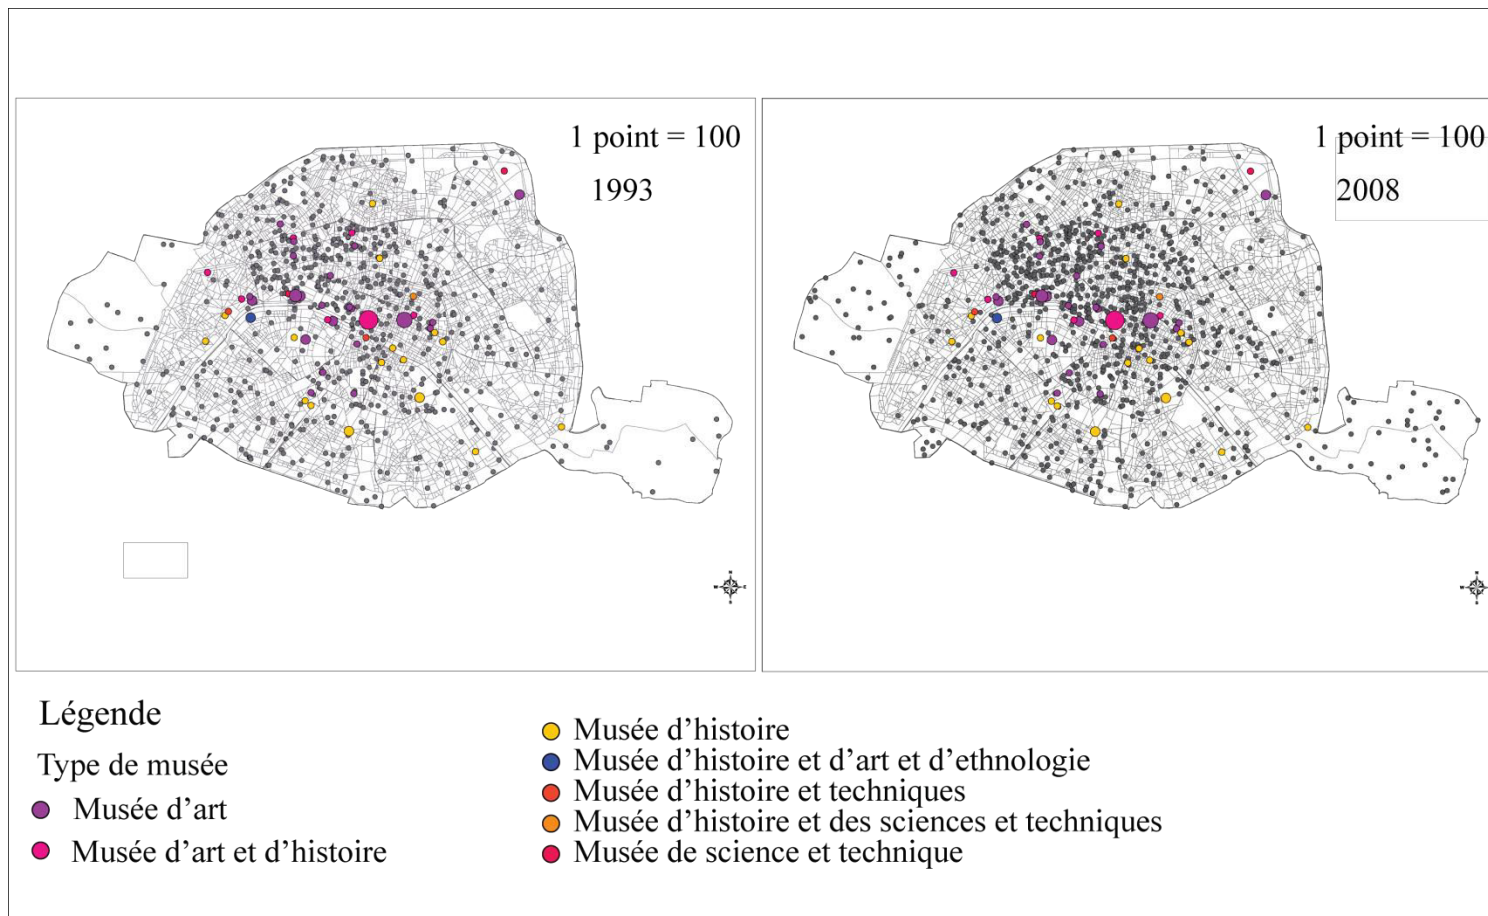 1 point = 100
1993
1 point = 100
2008
Légende
Type de musée
Musée d'art
Musée d'art et d'histoire
Musée d'histoire
Musée d'histoire et d'art et d'ethnologie
Musée d'histoire et techniques
Musée d'histoire et des sciences et techniques
Musée de science et technique